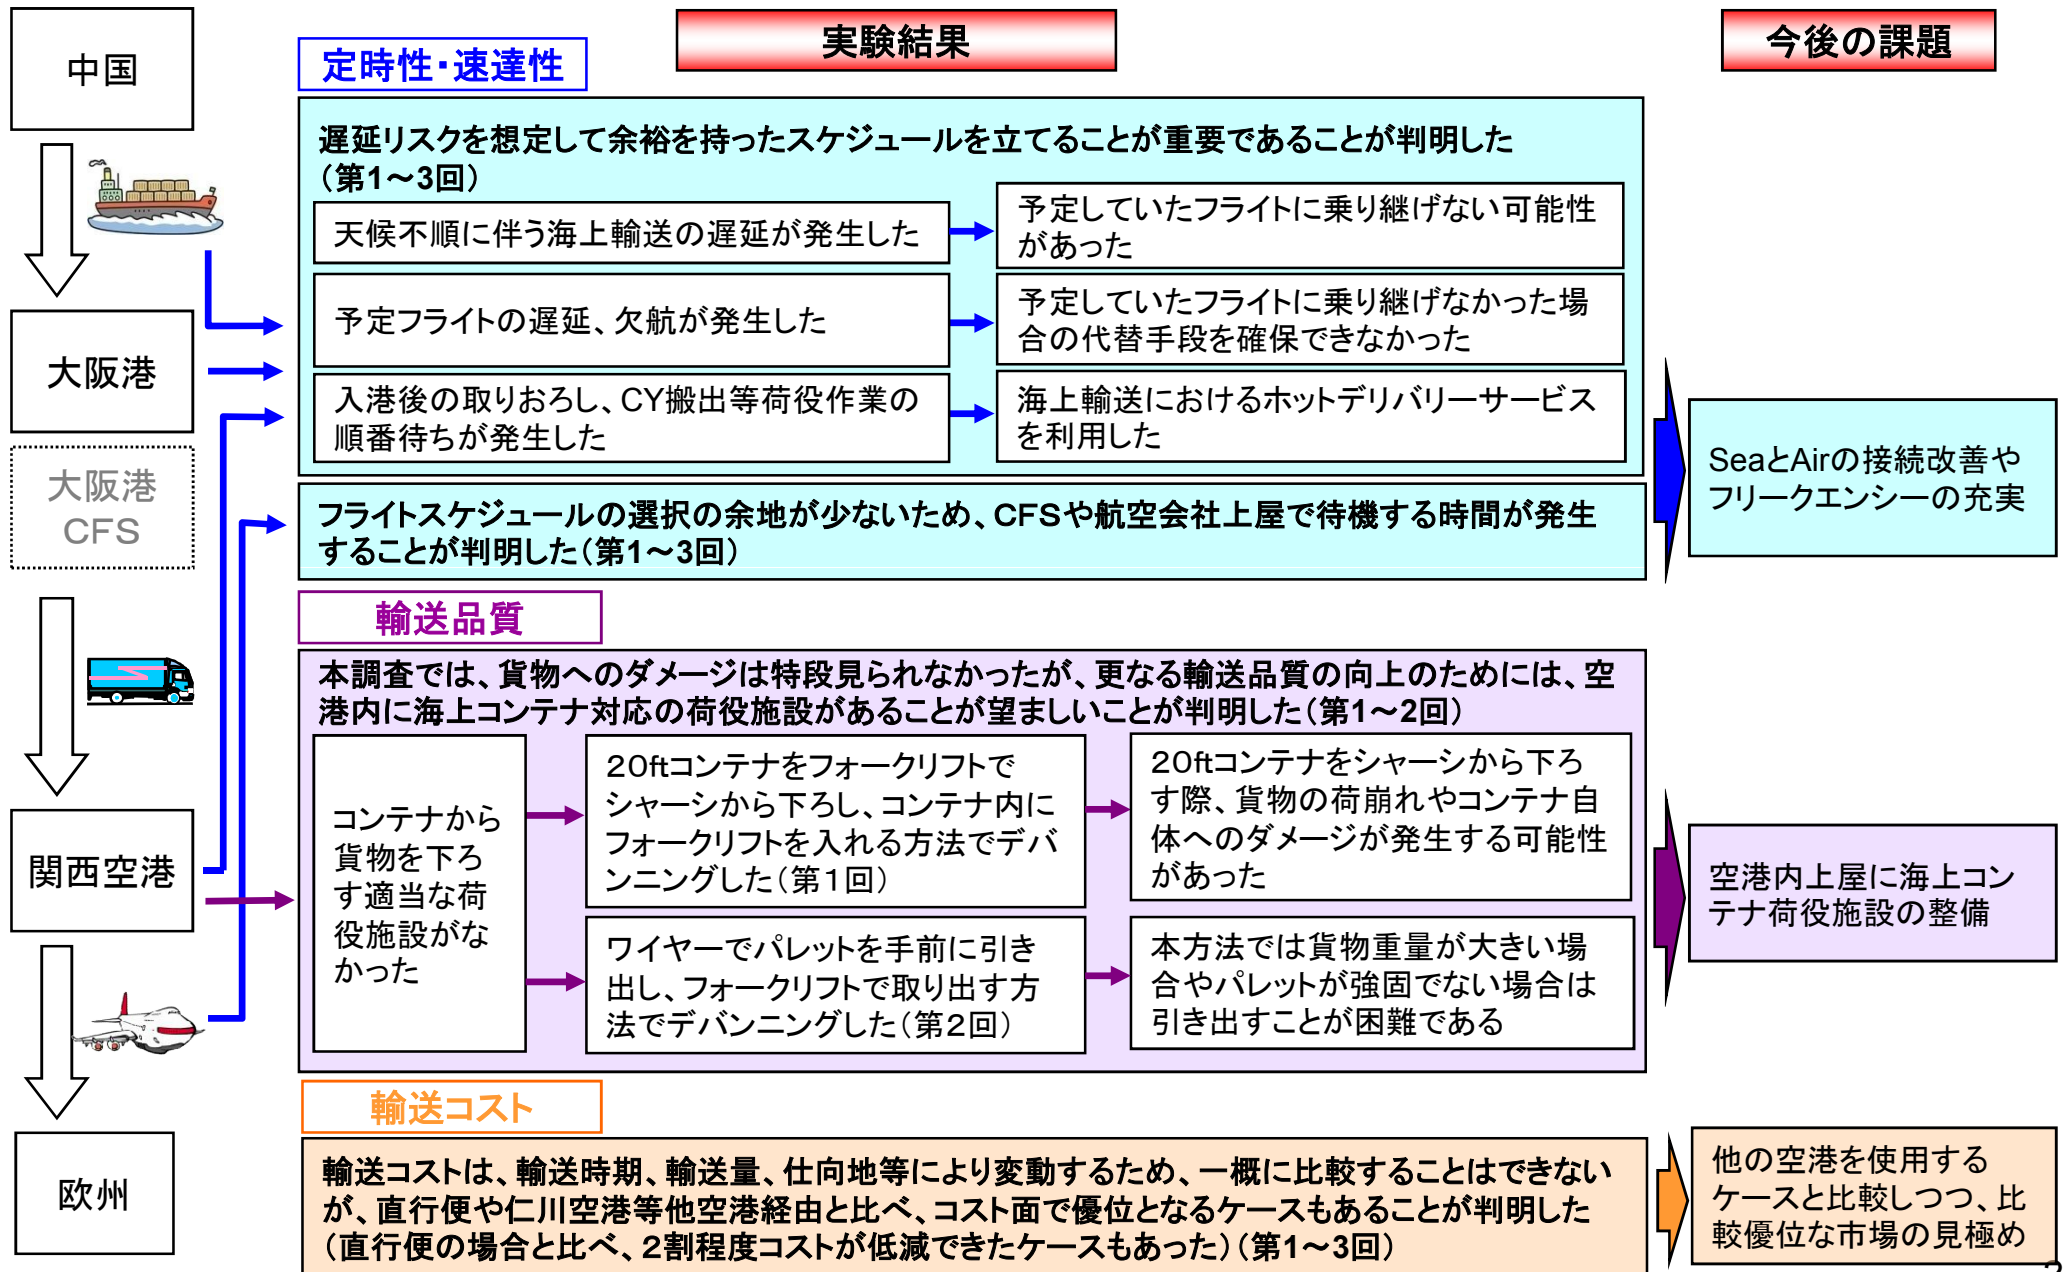 実験結果
今後の課題
中国
大阪港
大阪港
CFS
関西空港
欧州
定時性・速達性
遅延リスクを想定して余裕を持ったスケジュールを立てることが重要であることが判明した
（第1～3回）
天候不順に伴う海上輸送の遅延が発生した
予定していたフライトに乗り継げない可能性
があった
予定フライトの遅延、欠航が発生した
予定していたフライトに乗り継げなかった場
合の代替手段を確保できなかった
入港後の取りおろし、CY搬出等荷役作業の
順番待ちが発生した
海上輸送におけるホットデリバリーサービス
を利用した
フライトスケジュールの選択の余地が少ないため、CFSや航空会社上屋で待機する時間が発生
することが判明した（第1～3回）
SeaとAirの接続改善や
フリークエンシーの充実
輸送品質
本調査では、貨物へのダメージは特段見られなかったが、更なる輸送品質の向上のためには、空
港内に海上コンテナ対応の荷役施設があることが望ましいことが判明した（第1～2回）
コンテナから
貨物を下ろ
す適当な荷
役施設がな
かった
20ftコンテナをフォークリフトで
シャーシから下ろし、コンテナ内に
フォークリフトを入れる方法でデバ
ンニングした（第１回）
20ftコンテナをシャーシから下ろ
す際、貨物の荷崩れやコンテナ自
体へのダメージが発生する可能性
があった
ワイヤーでパレットを手前に引き
出し、フォークリフトで取り出す方
法でデバンニングした（第２回）
本方法では貨物重量が大きい場
合やパレットが強固でない場合は
引き出すことが困難である
空港内上屋に海上コン
テナ荷役施設の整備
輸送コスト
輸送コストは、輸送時期、輸送量、仕向地等により変動するため、一概に比較することはできない
が、直行便や仁川空港等他空港経由と比べ、コスト面で優位となるケースもあることが判明した
（直行便の場合と比べ、２割程度コストが低減できたケースもあった）（第1～3回）
他の空港を使用する
ケースと比較しつつ、比
較優位な市場の見極め